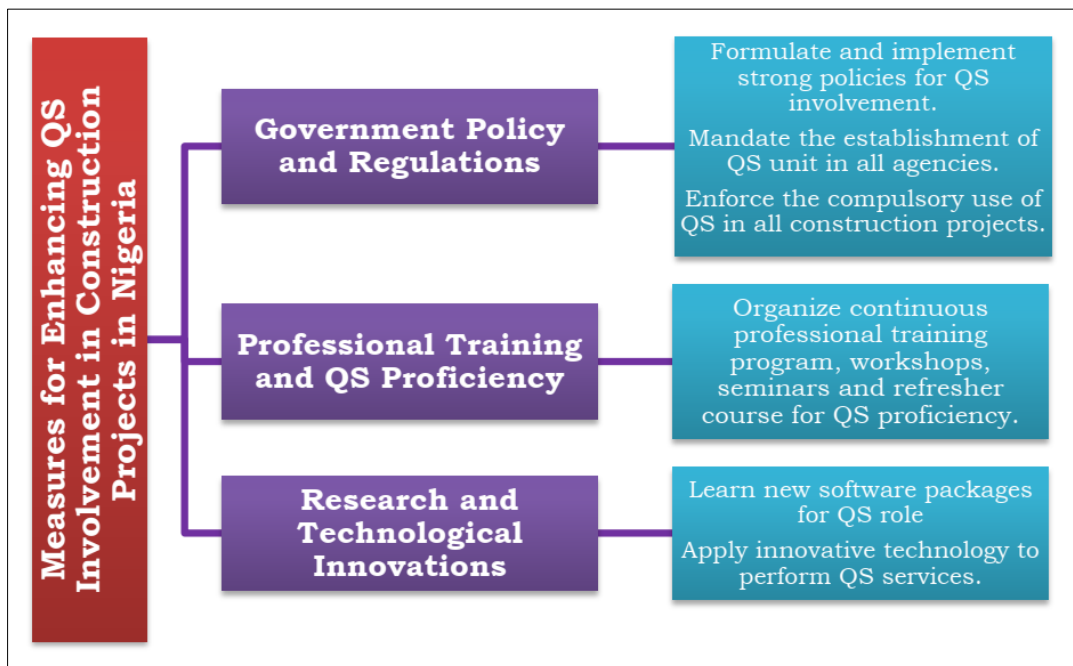 Measures for Enhancing QS
Involvement in Construction
Projects in Nigeria
Government Policy
and Regulations
Formulate and implement
strong policies for QS
involvement.
Mandate the establishment of
QS unit in all agencies.
Enforce the compulsory use of
QS in all construction projects.
Professional Training
and QS Proficiency
Organize continuous
professional training
program, workshops,
seminars and refresher
course for QS proficiency.
Research and
Technological
Innovations
Learn new software packages
for QS role
Apply innovative technology to
perform QS services.